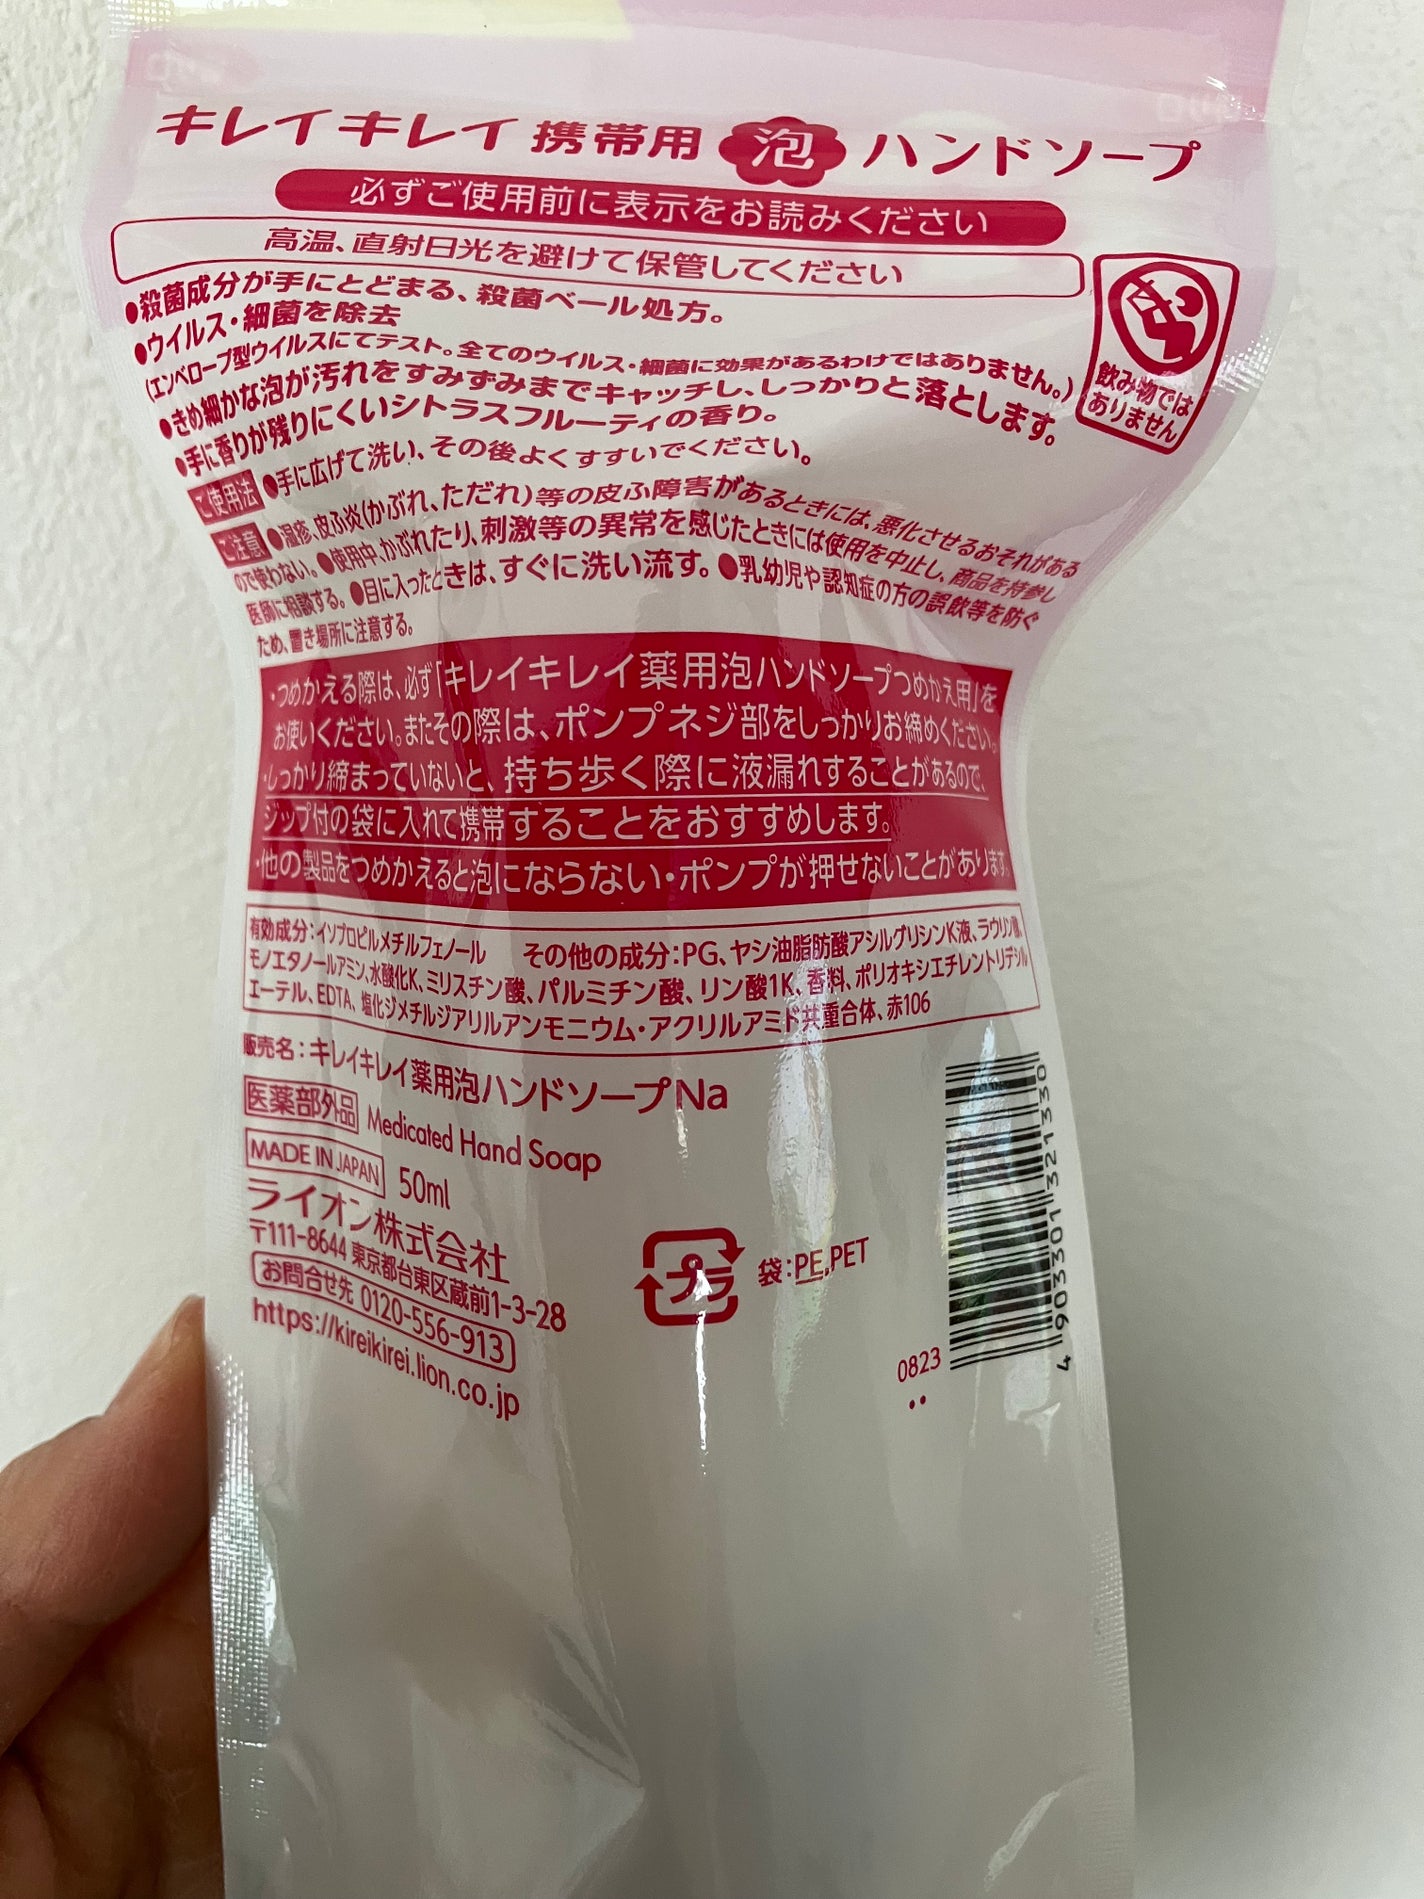 キレイキレイ 携帯用 泡 ハンドソープ
必ずご使用前に表示をお読みください
高温、直射日光を避けて保管してください
●殺菌成分が手にとどまる、殺菌ベール処方。
●ウイルス・細菌を除去
(エンベロープ型ウイルスにてテスト。全てのウイルス・細菌に効果があるわけではありません。)
●きめ細かな泡が汚れをすみずみまでキャッチし、しっかりと落とします。
●手に香りが残りにくいシトラスフルーティの香り。
飲み物では
ありません
ご使用法 ●手に広げて洗い、その後よくすすいでください。
ご注意 ●湿疹、皮ふ炎(かぶれ、ただれ)等の皮ふ障害があるときには、悪化させるおそれがある
ので使わない。●使用中、かぶれたり、刺激等の異常を感じたときには使用を中止し、商品を持参し
医師に相談する。●目に入ったときは、すぐに洗い流す。●乳幼児や認知症の方の誤飲等を防ぐ
ため、置き場所に注意する。
・つめかえる際は、必ず「キレイキレイ薬用泡ハンドソープつめかえ用」を
お使いください。またその際は、ポンプネジ部をしっかりお締めください。
・しっかり締まっていないと、持ち歩く際に液漏れすることがあるので、
ジップ付の袋に入れて携帯することをおすすめします。
・他の製品をつめかえると泡にならない・ポンプが押せないことがあります。
有効成分:イソプロピルメチルフェノール その他の成分:PG、ヤシ油脂肪酸アシルグリシンK液、ラウリン酸、
モノエタノールアミン、水酸化K、ミリスチン酸、パルミチン酸、リン酸1K、香料、ポリオキシエチレントリデシル
エーテル、EDTA、塩化ジメチルジアリルアンモニウム・アクリルアミド共重合体、赤106
販売名:キレイキレイ薬用泡ハンドソープNa
医薬部外品 Medicated Hand Soap
MADE IN JAPAN 50ml
ライオン株式会社
〒111-8644 東京都台東区蔵前1-3-28
お問合せ先 0120-556-913
https://kireikirei.lion.co.jp
プラ 袋:PE,PET
0823
4 903301 321330